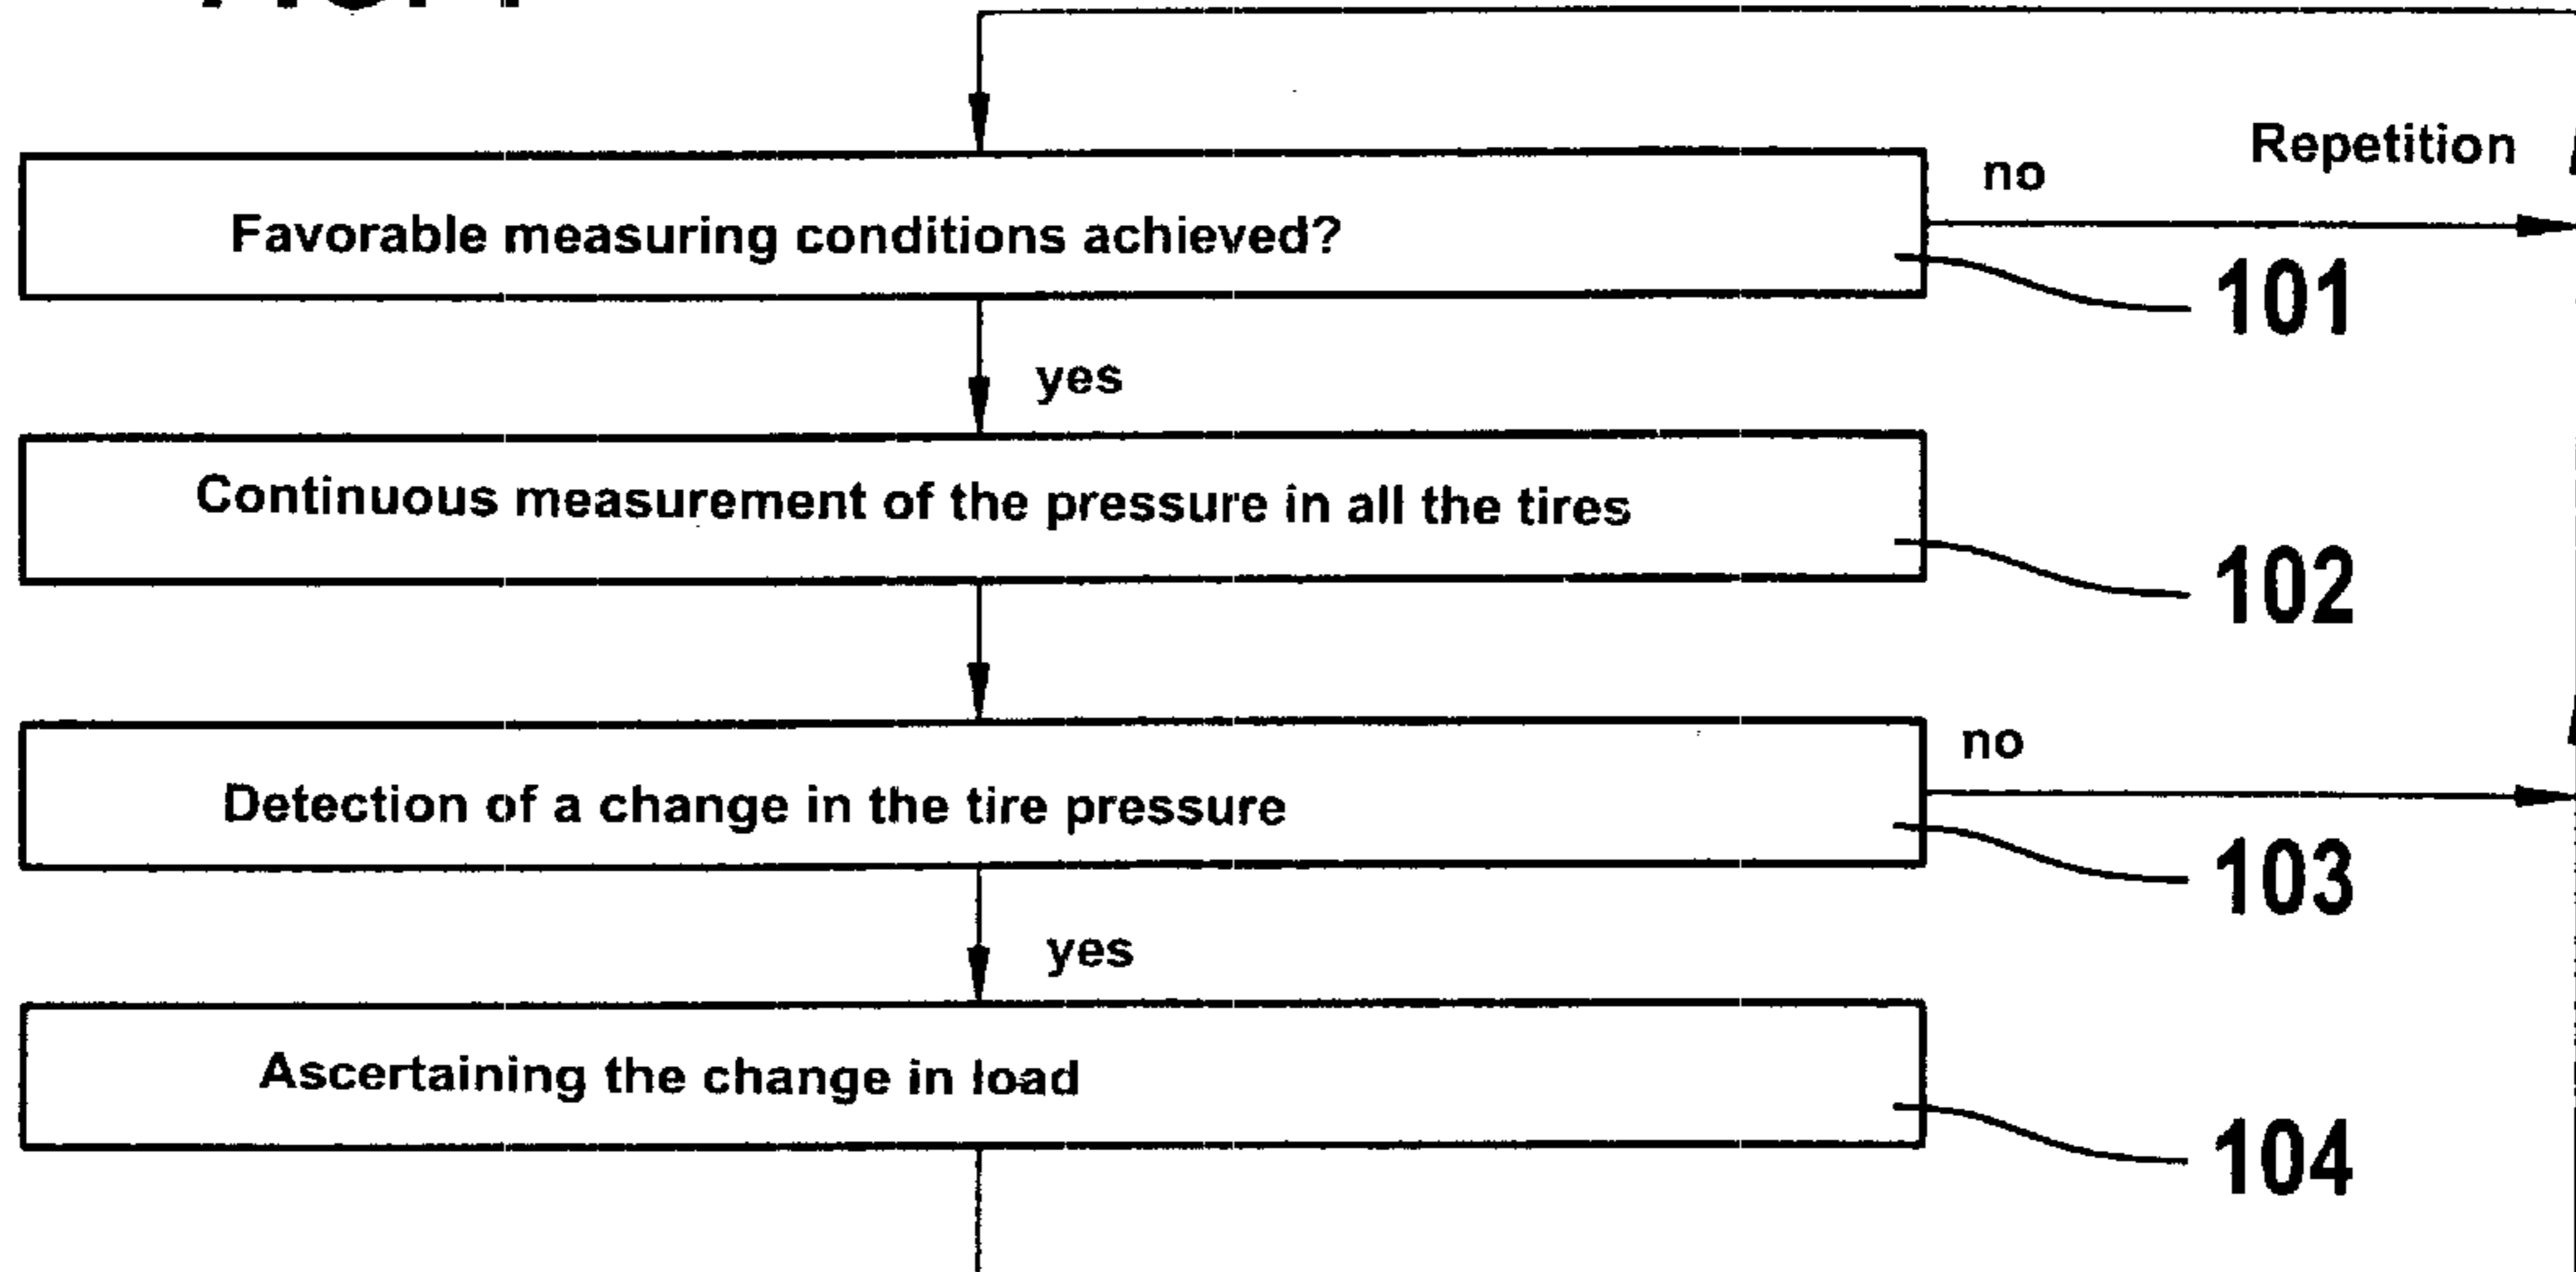 no
Repetition
Favorable measuring conditions achieved?
101
yes
Continuous measurement of the pressure in all the tires
102
no
Detection of a change in the tire pressure
103
yes
Ascertaining the change in load
104